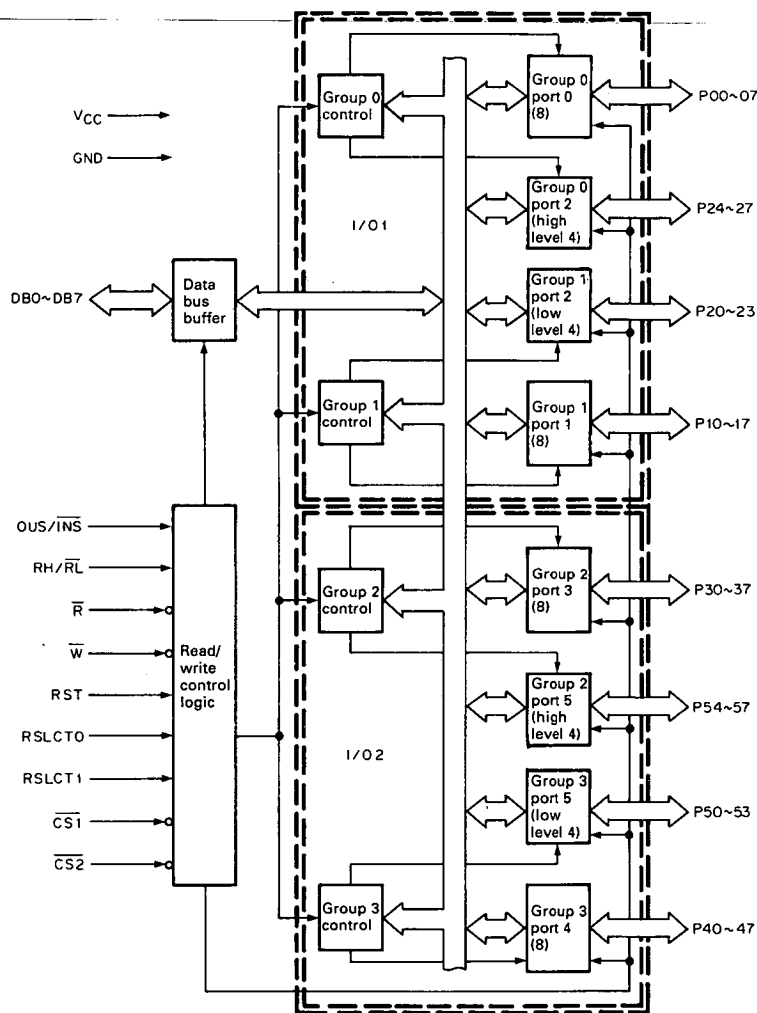 VCC
GND
DB0~DB7
Data
bus
buffer
OUS/I̅N̅S̅
RH/R̅L̅
R̅
W̅
RST
RSLCT0
RSLCT1
C̅S̅1̅
C̅S̅2̅
Read/
write
control
logic
I/O1
Group 0
control
Group 1
control
Group 0
port 0
(8)
P00~07
Group 0
port 2
(high
level 4)
P24~27
Group 1
port 2
(low
level 4)
P20~23
Group 1
port 1
(8)
P10~17
I/O2
Group 2
control
Group 3
control
Group 2
port 3
(8)
P30~37
Group 2
port 5
(high
level 4)
P54~57
Group 3
port 5
(low
level 4)
P50~53
Group 3
port 4
(8)
P40~47